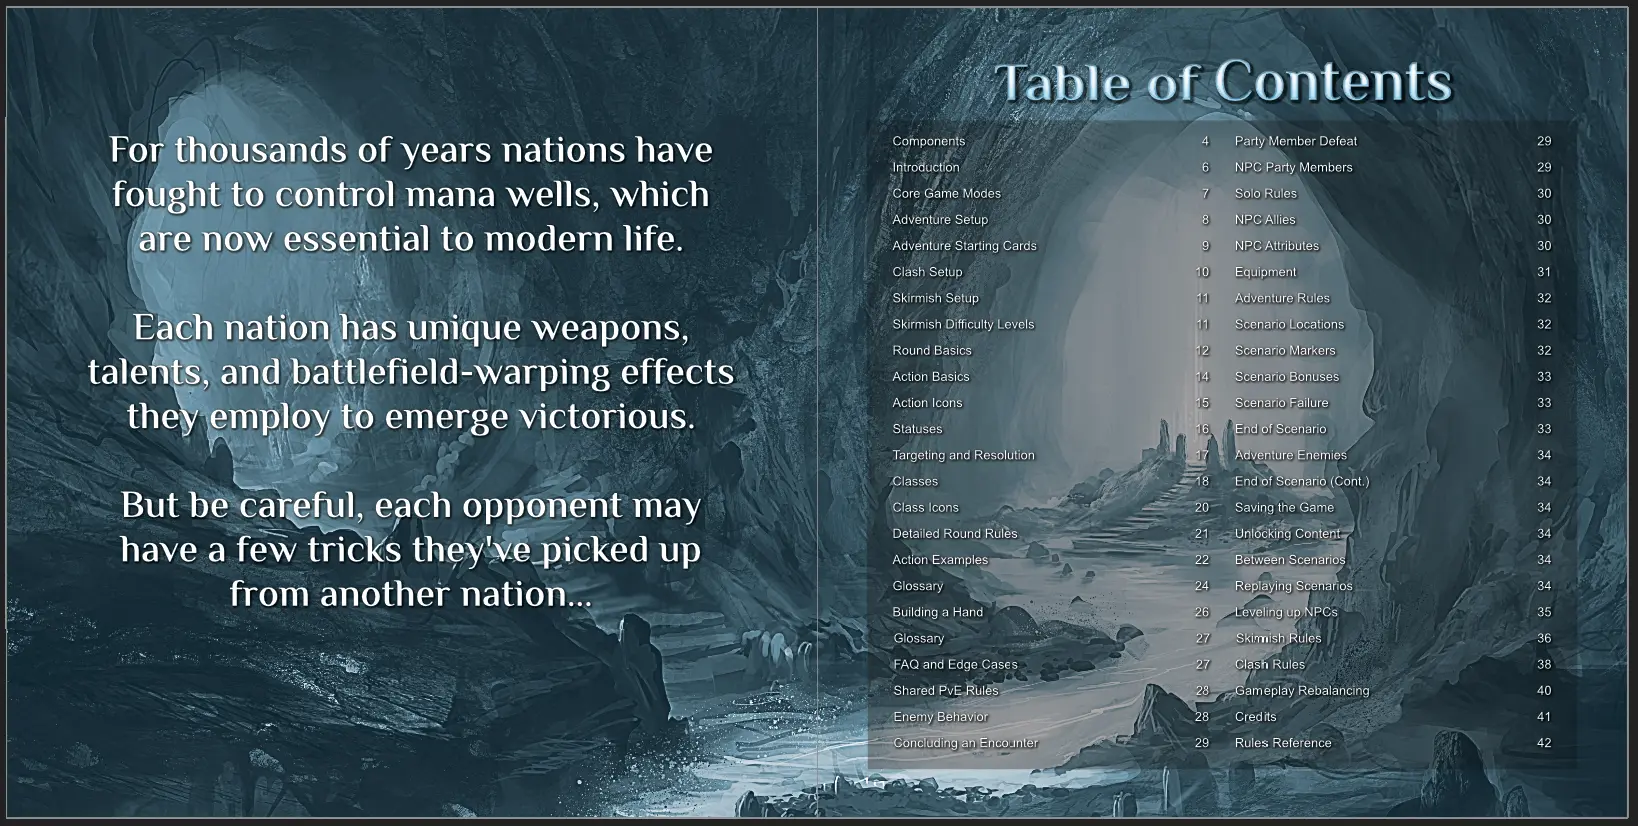 For thousands of years nations have
fought to control mana wells, which
are now essential to modern life.
Each nation has unique weapons,
talents, and battlefield-warping effects
they employ to emerge victorious.
But be careful, each opponent may
have a few tricks they've picked up
from another nation...
Table of Contents
Components 4
Introduction 6
Core Game Modes 7
Adventure Setup 8
Adventure Starting Cards 9
Clash Setup 10
Skirmish Setup 11
Skirmish Difficulty Levels 11
Round Basics 12
Action Basics 14
Action Icons 15
Statuses 16
Targeting and Resolution 17
Classes 18
Class Icons 20
Detailed Round Rules 21
Action Examples 22
Glossary 24
Building a Hand 26
Glossary 27
FAQ and Edge Cases 27
Shared PvE Rules 28
Enemy Behavior 28
Concluding an Encounter 29
Party Member Defeat 29
NPC Party Members 29
Solo Rules 30
NPC Allies 30
NPC Attributes 30
Equipment 31
Adventure Rules 32
Scenario Locations 32
Scenario Markers 32
Scenario Bonuses 33
Scenario Failure 33
End of Scenario 33
Adventure Enemies 34
End of Scenario (Cont.) 34
Saving the Game 34
Unlocking Content 34
Between Scenarios 34
Replaying Scenarios 34
Leveling up NPCs 35
Skirmish Rules 36
Clash Rules 38
Gameplay Rebalancing 40
Credits 41
Rules Reference 42